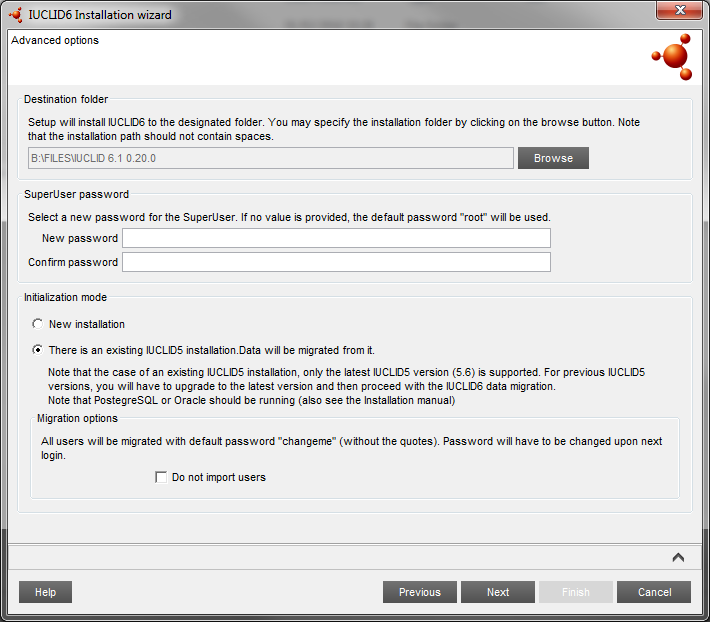 IUCLID6 Installation wizard
Advanced options
Destination folder
Setup will install IUCLID6 to the designated folder. You may specify the installation folder by clicking on the browse button. Note
that the installation path should not contain spaces.
B:\FILES\IUCLID 6.1 0.20.0
Browse
SuperUser password
Select a new password for the SuperUser. If no value is provided, the default password "root" will be used.
New password
Confirm password
Initialization mode
New installation
There is an existing IUCLID5 installation.Data will be migrated from it.
Note that the case of an existing IUCLID5 installation, only the latest IUCLID5 version (5.6) is supported. For previous IUCLID5
versions, you will have to upgrade to the latest version and then proceed with the IUCLID6 data migration.
Note that PostegreSQL or Oracle should be running (also see the Installation manual)
Migration options
All users will be migrated with default password "changeme" (without the quotes). Password will have to be changed upon next
login.
Do not import users
Help
Previous
Next
Finish
Cancel